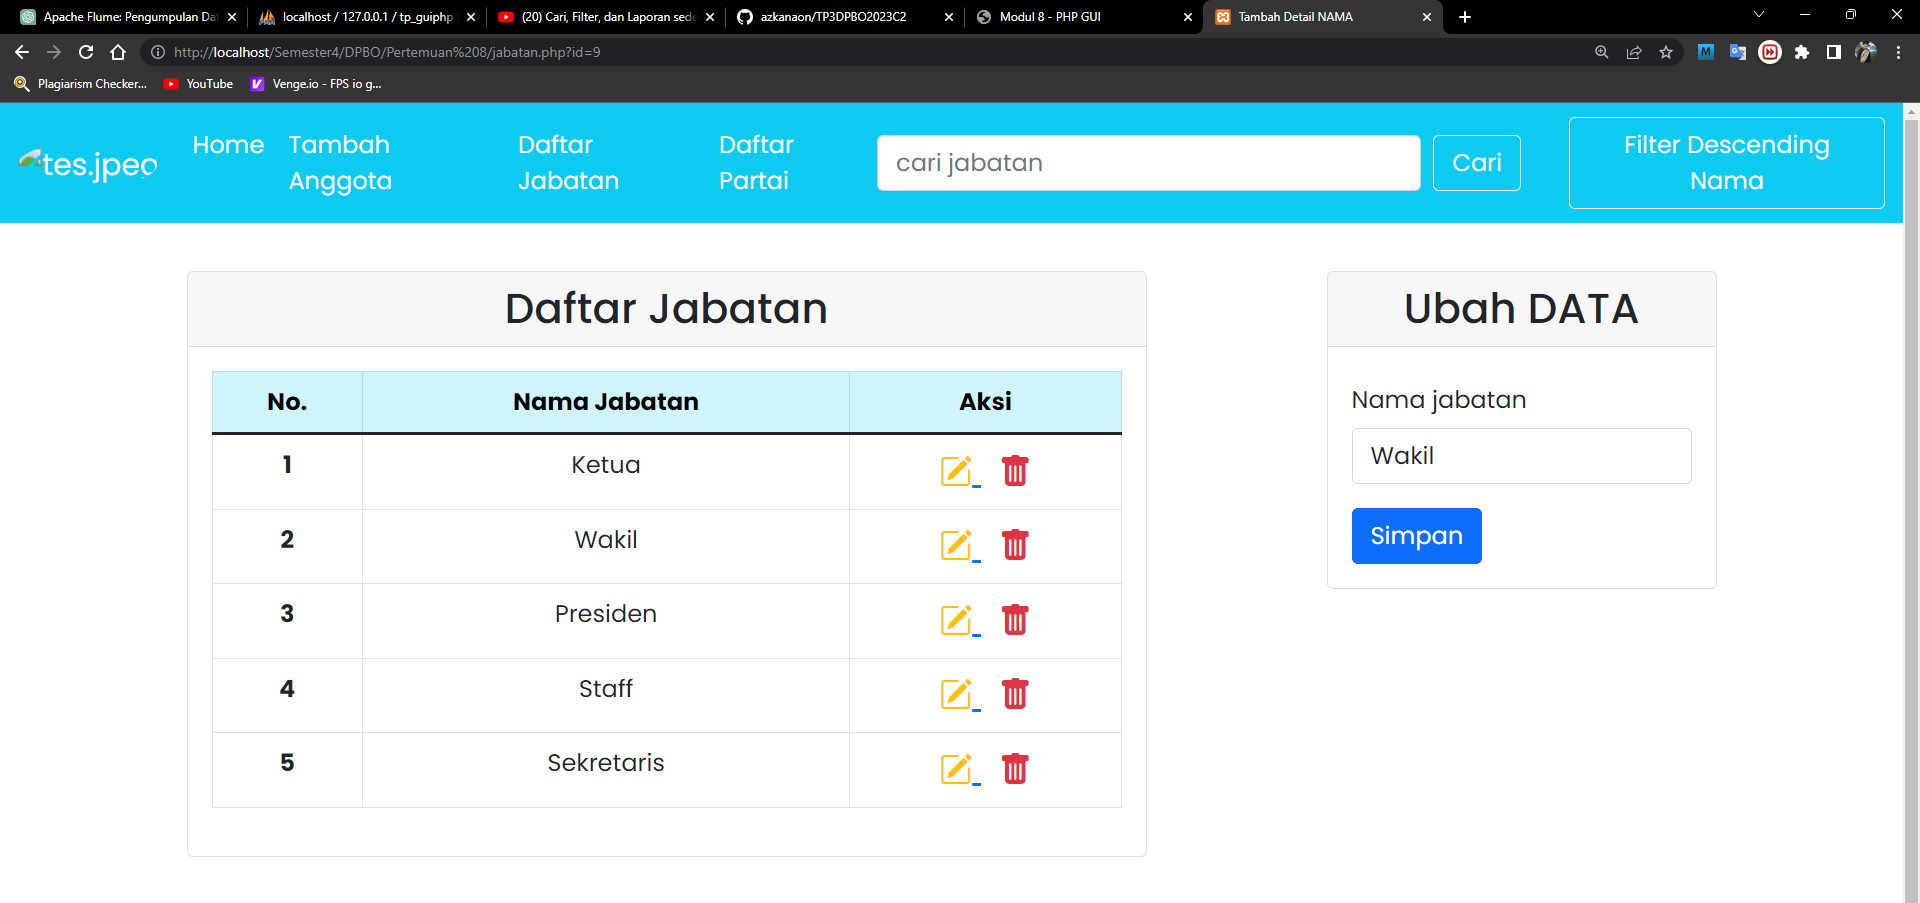 Apache Flume: Pengumpulan Da
localhost / 127.0.0.1 / tp_guiphp
(20) Cari, Filter, dan Laporan sede
azkanaon/TP3DPBO2023C2
Modul 8 - PHP GUI
Tambah Detail NAMA
http://localhost/Semester4/DPBO/Pertemuan%208/jabatan.php?id=9
Plagiarism Checker...
YouTube
Venge.io - FPS io g...
tes.jpeg
Home
Tambah
Anggota
Daftar
Jabatan
Daftar
Partai
cari jabatan
Cari
Filter Descending
Nama
Daftar Jabatan
No. Nama Jabatan Aksi
1 Ketua
2 Wakil
3 Presiden
4 Staff
5 Sekretaris
Ubah DATA
Nama jabatan
Wakil
Simpan